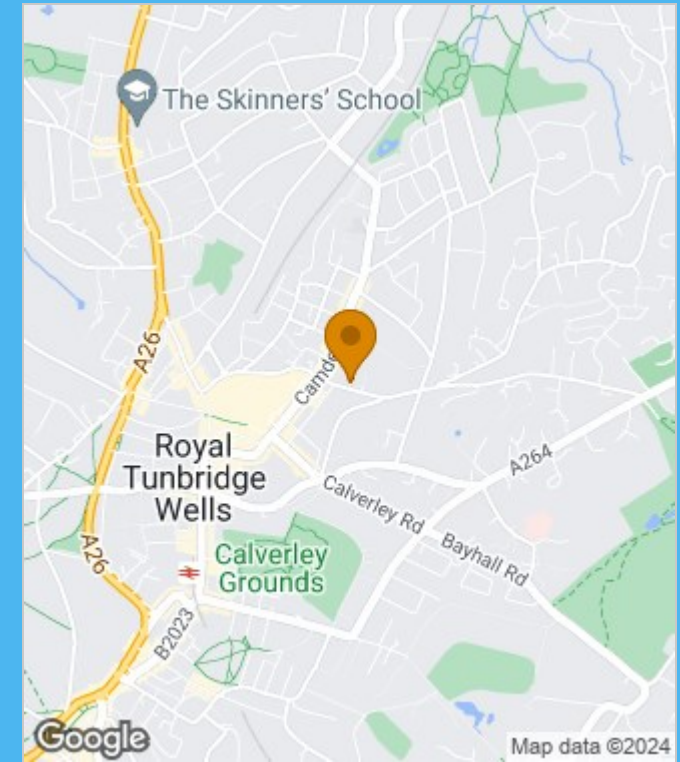 The Skinners' School
A26
Camde
A264
Royal
Tunbridge
Wells
Calverley Rd
Bayhall Rd
A26
Calverley
Grounds
B2023
Google
Map data ©2024